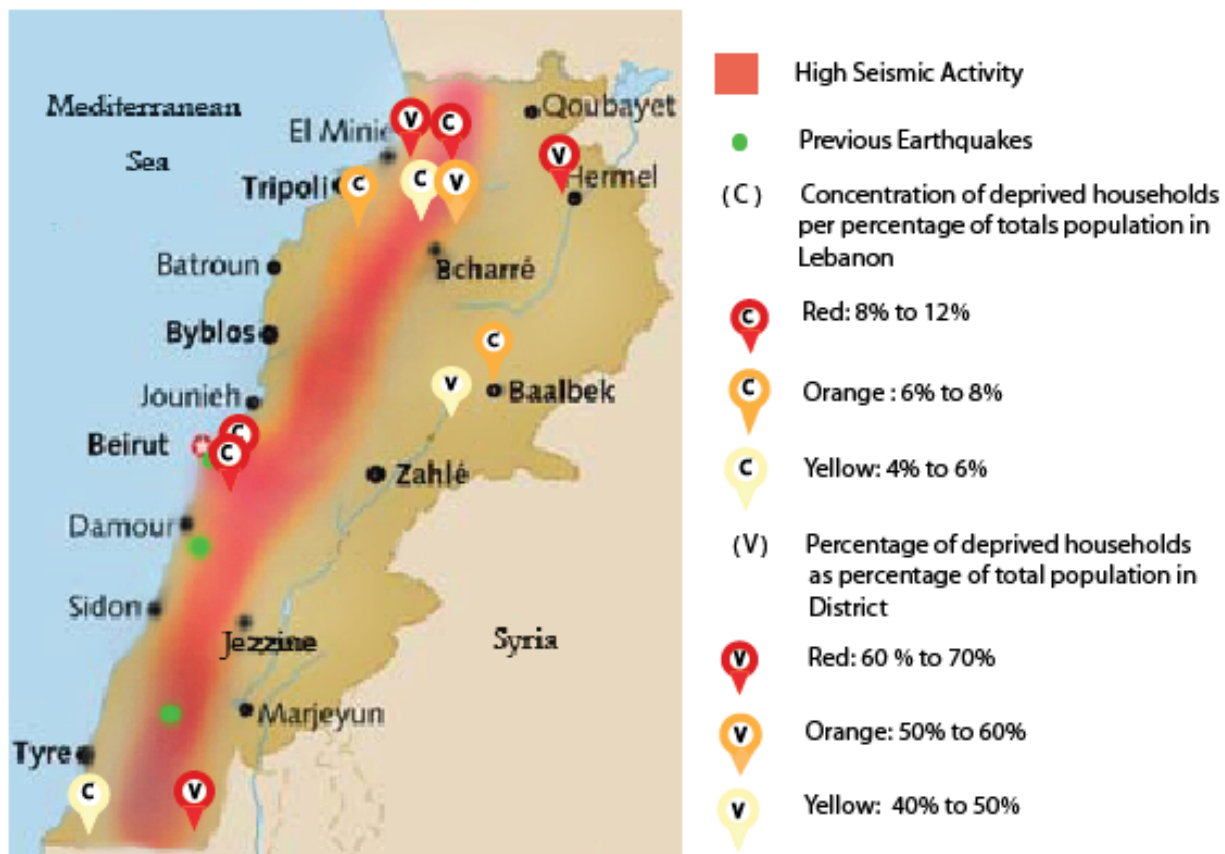 Mediterranean
Sea
El Minié
Qoubayet
Tripoli
Hermel
Batroun
Bcharré
Byblos
Jounieh
Baalbek
Beirut
Zahlé
Damour
Sidon
Jezzine
Syria
Marjeyun
Tyre
V
C
V
C
C
V
C
V
C
C
C
V
High Seismic Activity
Previous Earthquakes
(C) Concentration of deprived households
per percentage of totals population in
Lebanon
C Red: 8% to 12%
C Orange : 6% to 8%
C Yellow: 4% to 6%
(V) Percentage of deprived households
as percentage of total population in
District
V Red: 60 % to 70%
V Orange: 50% to 60%
V Yellow: 40% to 50%